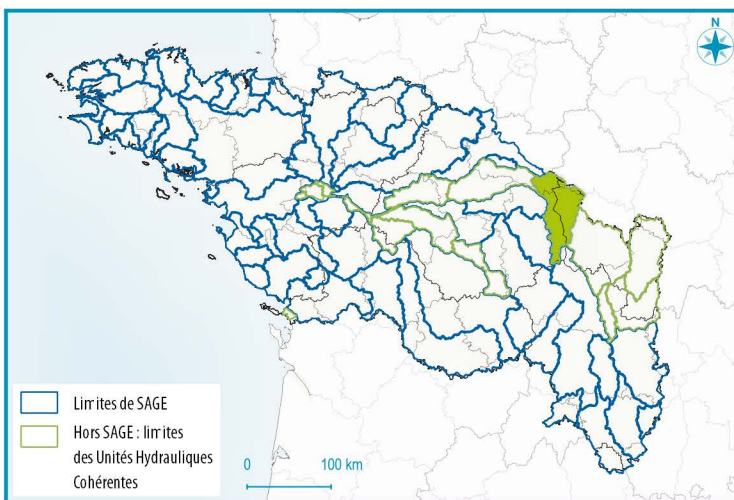 N
Limites de SAGE
Hors SAGE : limites
des Unités Hydrauliques
Cohérentes
0 100 km